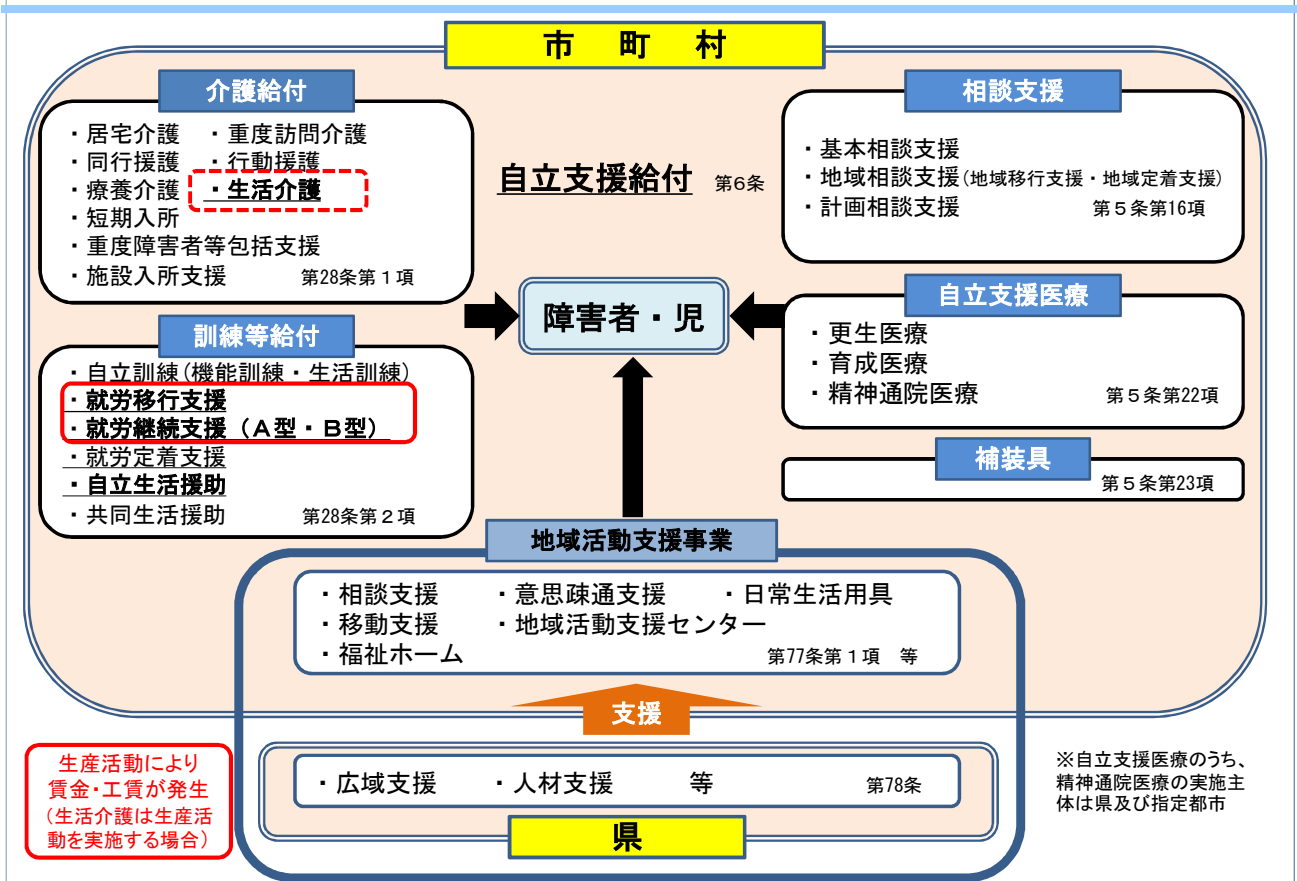 市 町 村
介護給付
・居宅介護 ・重度訪問介護
・同行援護 ・行動援護
・療養介護 ・生活介護
・短期入所
・重度障害者等包括支援
・施設入所支援 第28条第１項
訓練等給付
・自立訓練(機能訓練・生活訓練)
・就労移行支援
・就労継続支援（Ａ型・Ｂ型）
・就労定着支援
・自立生活援助
・共同生活援助 第28条第２項
自立支援給付 第6条
障害者・児
相談支援
・基本相談支援
・地域相談支援(地域移行支援・地域定着支援)
・計画相談支援 第５条第16項
自立支援医療
・更生医療
・育成医療
・精神通院医療 第５条第22項
補装具
第５条第23項
地域活動支援事業
・相談支援 ・意思疎通支援 ・日常生活用具
・移動支援 ・地域活動支援センター
・福祉ホーム 第77条第１項 等
支援
・広域支援 ・人材支援 等 第78条
県
生産活動により
賃金・工賃が発生
(生活介護は生産活
動を実施する場合)
※自立支援医療のうち、
精神通院医療の実施主
体は県及び指定都市